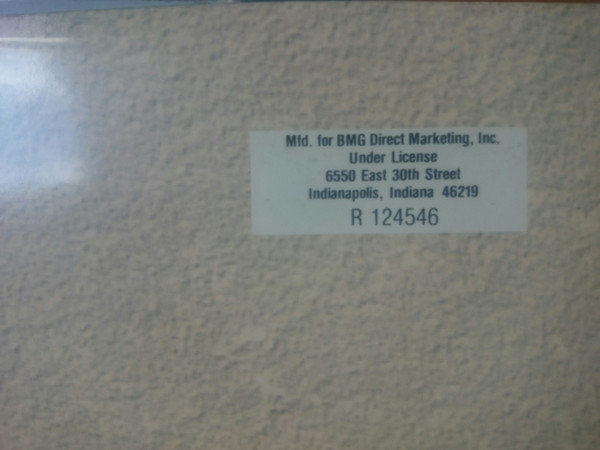 Mfd. for BMG Direct Marketing, Inc.
Under License
6550 East 30th Street
Indianapolis, Indiana 46219
R 124546